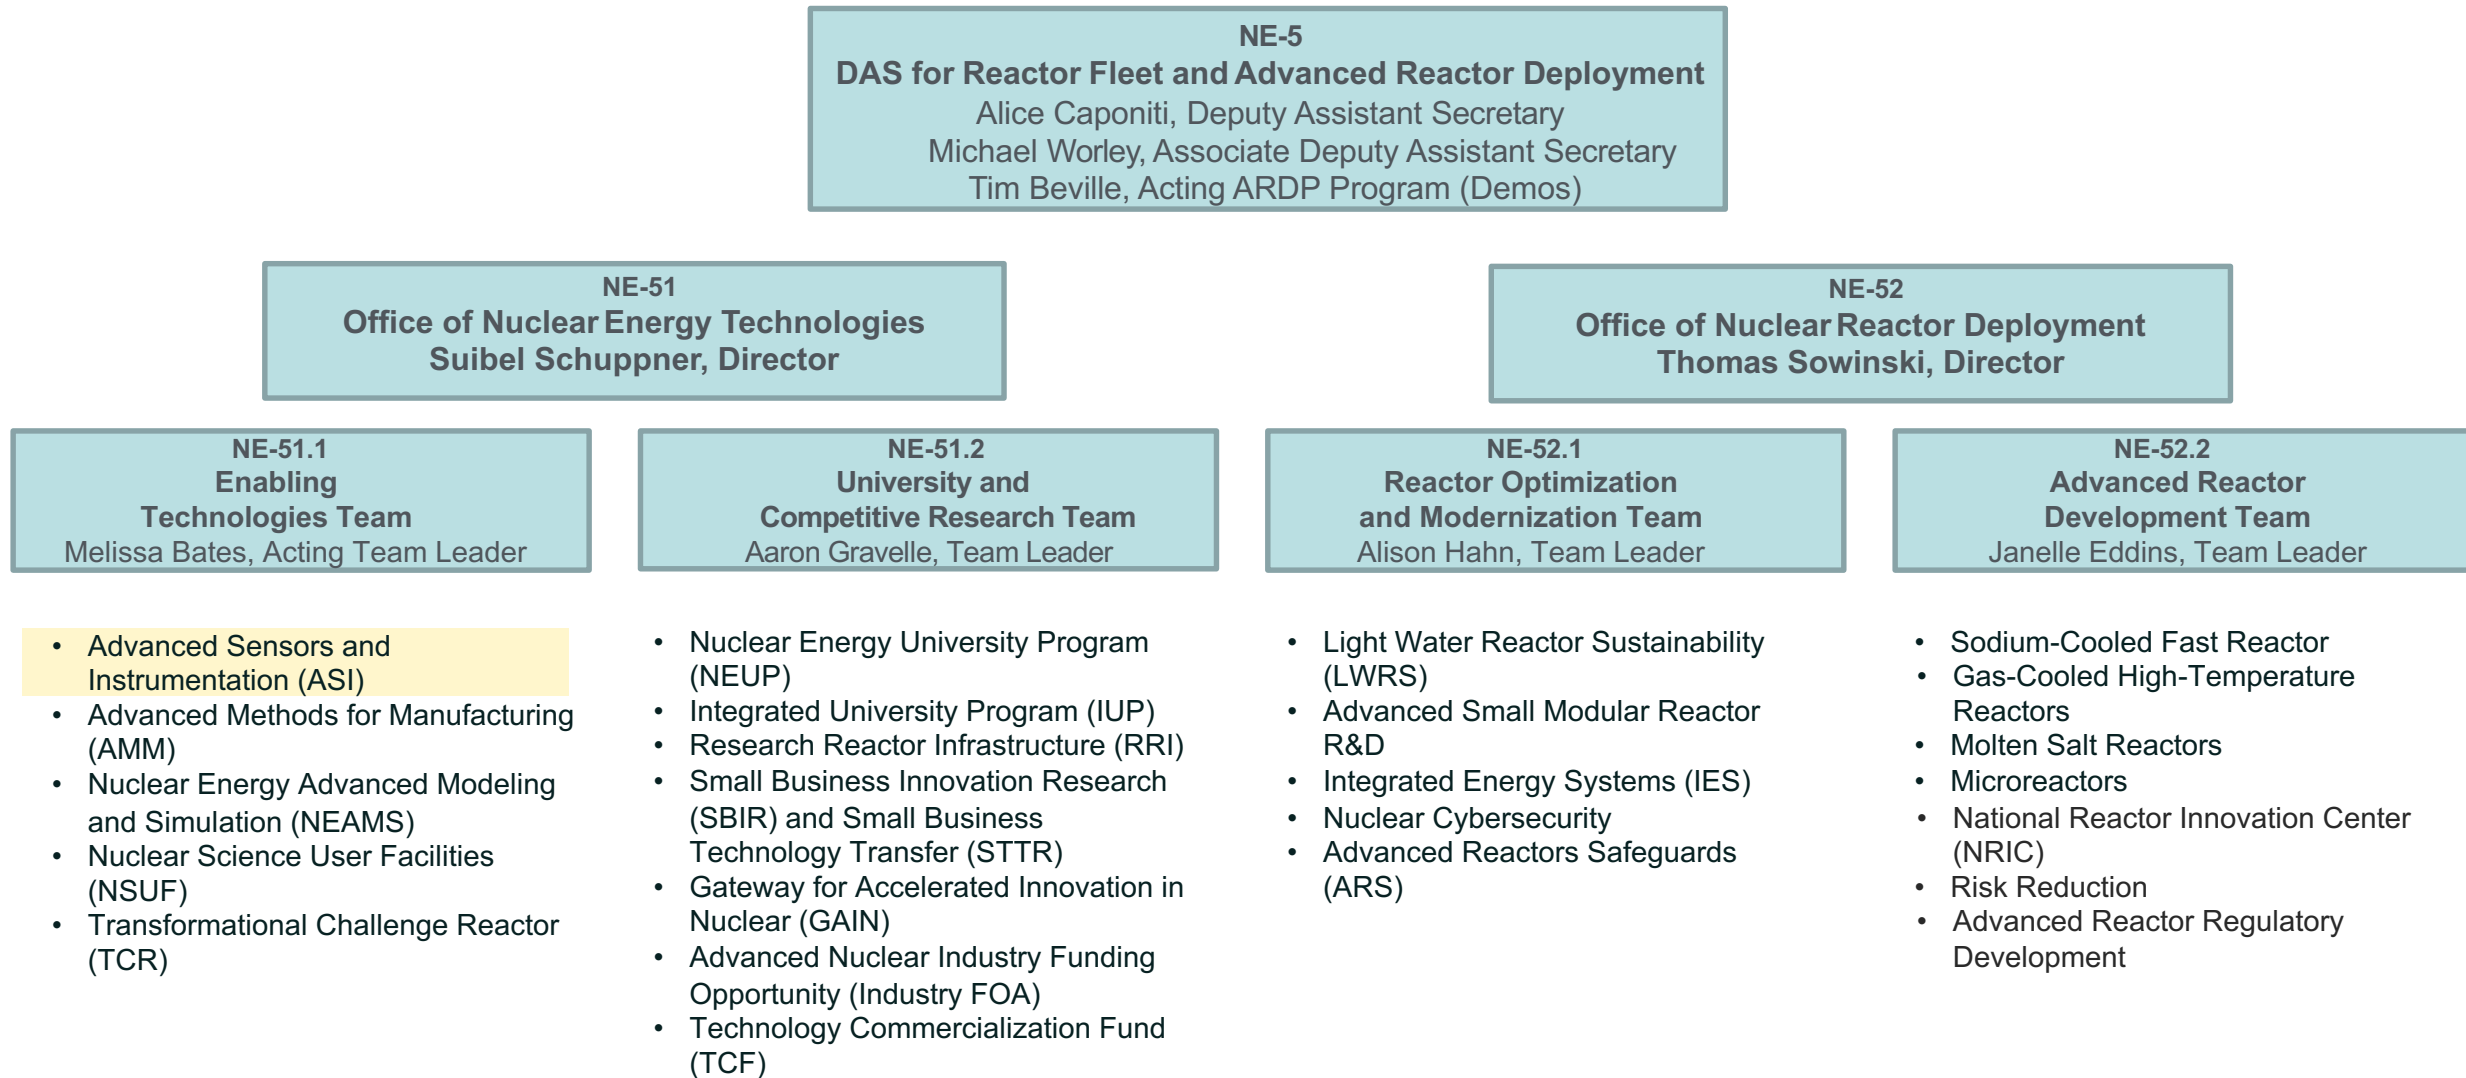 NE-5
DAS for Reactor Fleet and Advanced Reactor Deployment
Alice Caponiti, Deputy Assistant Secretary
Michael Worley, Associate Deputy Assistant Secretary
Tim Beville, Acting ARDP Program (Demos)
NE-51
Office of Nuclear Energy Technologies
Suibel Schuppner, Director
NE-52
Office of Nuclear Reactor Deployment
Thomas Sowinski, Director
NE-51.1
Enabling
Technologies Team
Melissa Bates, Acting Team Leader
NE-51.2
University and
Competitive Research Team
Aaron Gravelle, Team Leader
NE-52.1
Reactor Optimization
and Modernization Team
Alison Hahn, Team Leader
NE-52.2
Advanced Reactor
Development Team
Janelle Eddins, Team Leader
• Advanced Sensors and
Instrumentation (ASI)
• Advanced Methods for Manufacturing
(AMM)
• Nuclear Energy Advanced Modeling
and Simulation (NEAMS)
• Nuclear Science User Facilities
(NSUF)
• Transformational Challenge Reactor
(TCR)
• Nuclear Energy University Program
(NEUP)
• Integrated University Program (IUP)
• Research Reactor Infrastructure (RRI)
• Small Business Innovation Research
(SBIR) and Small Business
Technology Transfer (STTR)
• Gateway for Accelerated Innovation in
Nuclear (GAIN)
• Advanced Nuclear Industry Funding
Opportunity (Industry FOA)
• Technology Commercialization Fund
(TCF)
• Light Water Reactor Sustainability
(LWRS)
• Advanced Small Modular Reactor
R&D
• Integrated Energy Systems (IES)
• Nuclear Cybersecurity
• Advanced Reactors Safeguards
(ARS)
• Sodium-Cooled Fast Reactor
• Gas-Cooled High-Temperature
Reactors
• Molten Salt Reactors
• Microreactors
• National Reactor Innovation Center
(NRIC)
• Risk Reduction
• Advanced Reactor Regulatory
Development